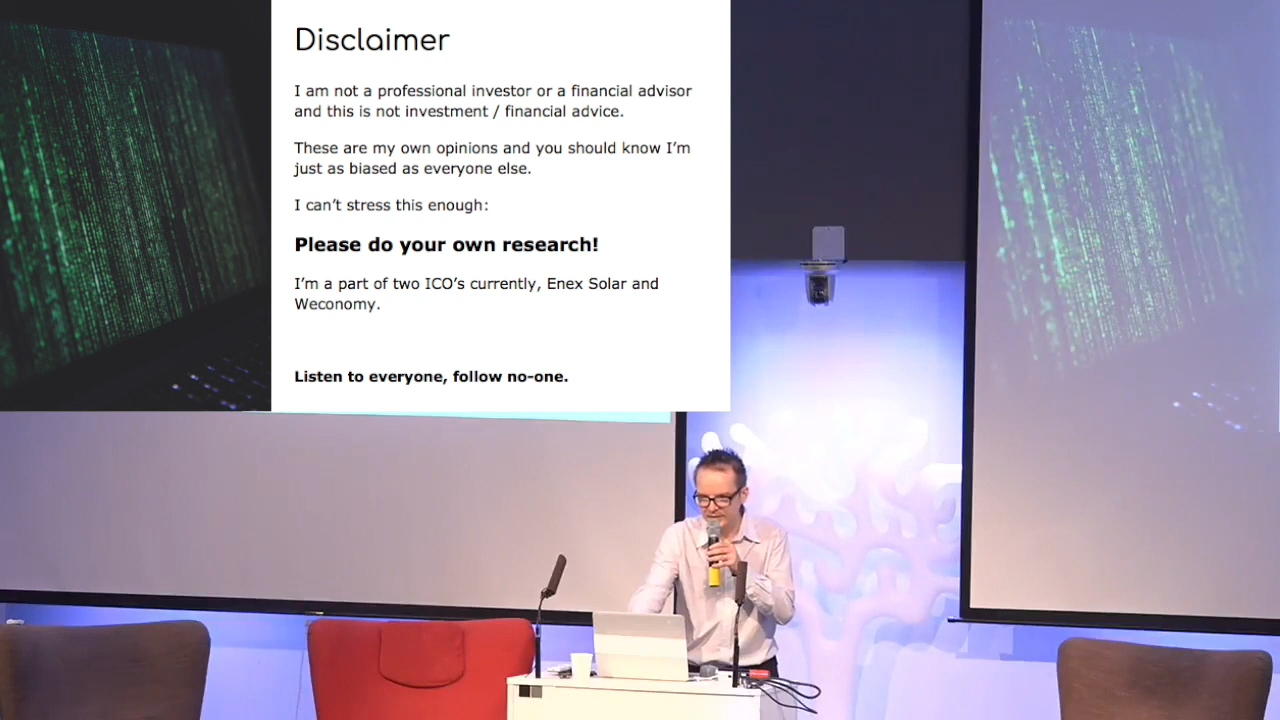 Disclaimer
I am not a professional investor or a financial advisor
and this is not investment / financial advice.
These are my own opinions and you should know I'm
just as biased as everyone else.
I can't stress this enough:
Please do your own research!
I'm a part of two ICO's currently, Enex Solar and
Weconomy.
Listen to everyone, follow no-one.